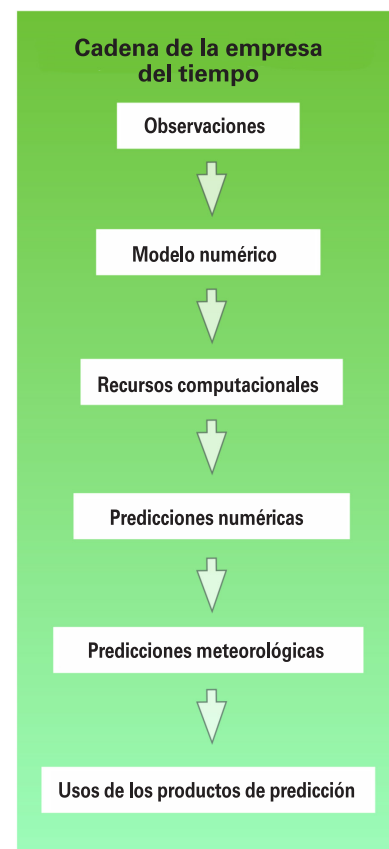 Cadena de la empresa
del tiempo
Observaciones
Modelo numérico
Recursos computacionales
Predicciones numéricas
Predicciones meteorológicas
Usos de los productos de predicción